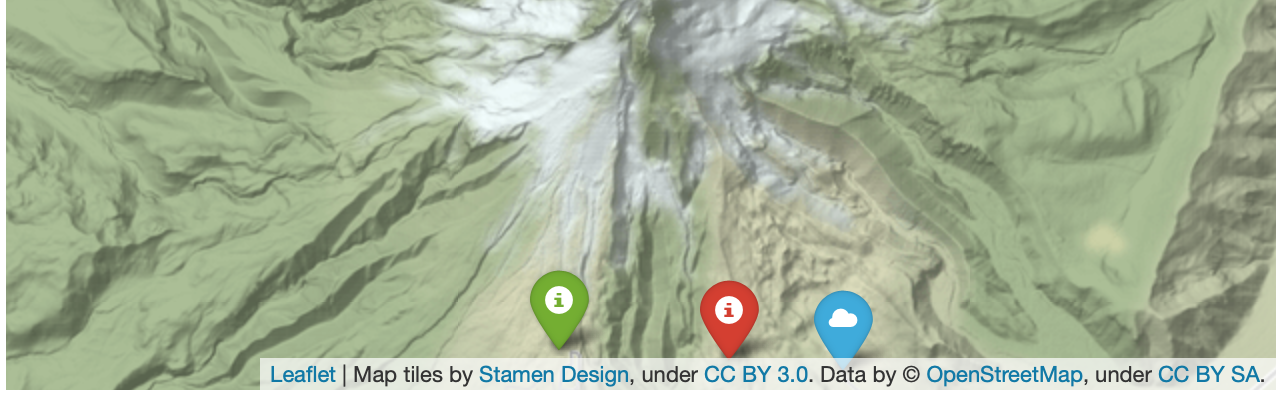 Leaflet | Map tiles by Stamen Design, under CC BY 3.0. Data by © OpenStreetMap, under CC BY SA.